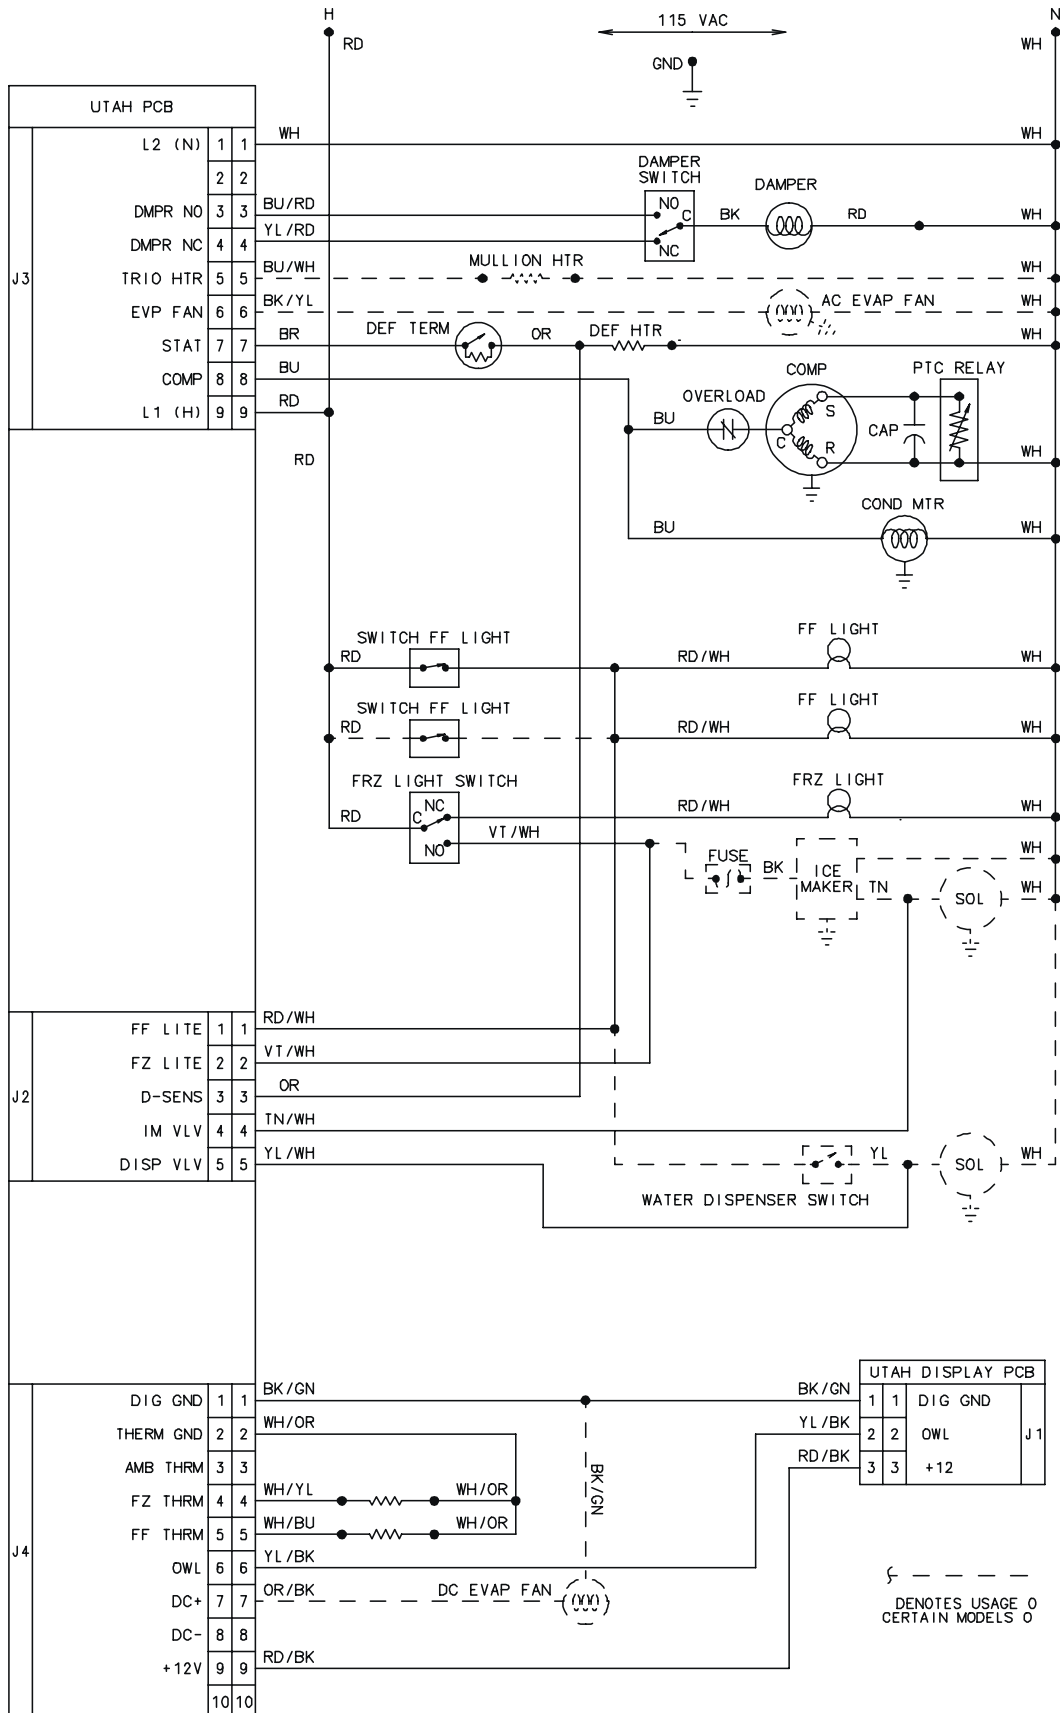 H
115 VAC
N
RD
WH
GND
UTAH PCB
J3
L2 (N) 1 1 WH WH
2 2
DAMPER
SWITCH
DAMPER
DMPR NO 3 3 BU/RD NO C BK RD WH
DMPR NC 4 4 YL/RD NC
TRIO HTR 5 5 BU/WH MULLION HTR WH
EVP FAN 6 6 BK/YL AC EVAP FAN WH
STAT 7 7 BR DEF TERM OR DEF HTR WH
COMP 8 8 BU COMP PTC RELAY
L1 (H) 9 9 RD
OVERLOAD
BU C S R CAP WH
RD
COND MTR
BU WH
SWITCH FF LIGHT FF LIGHT
RD RD/WH WH
SWITCH FF LIGHT FF LIGHT
RD RD/WH WH
FRZ LIGHT SWITCH FRZ LIGHT
RD C NC RD/WH WH
NO VT/WH
FUSE BK ICE
MAKER TN SOL WH
WH
J2
FF LITE 1 1 RD/WH
FZ LITE 2 2 VT/WH
D-SENS 3 3 OR
IM VLV 4 4 TN/WH
DISP VLV 5 5 YL/WH YL SOL WH
WATER DISPENSER SWITCH
UTAH DISPLAY PCB
J4
DIG GND 1 1 BK/GN BK/GN 1 1 DIG GND
THERM GND 2 2 WH/OR YL/BK 2 2 OWL J1
AMB THRM 3 3 RD/BK 3 3 +12
FZ THRM 4 4 WH/YL WH/OR
BK/GN
FF THRM 5 5 WH/BU WH/OR
OWL 6 6 YL/BK
DC+ 7 7 OR/BK DC EVAP FAN
DC- 8 8
+12V 9 9 RD/BK
10 10
DENOTES USAGE O
CERTAIN MODELS O